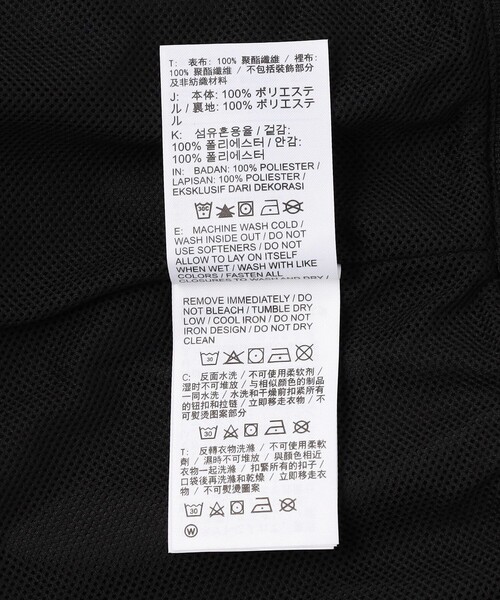 T: 表布: 100% 聚酯纖維 / 裡布:
100% 聚酯纖維 / 不包括裝飾部分
及非紡織材料
J: 本体: 100% ポリエステ
ル / 裏地: 100% ポリエステ
ル
K: 섬유혼용율 / 겉감:
100% 폴리에스터 / 안감:
100% 폴리에스터
IN: BADAN: 100% POLIESTER /
LAPISAN: 100% POLIESTER /
EKSKLUSIF DARI DEKORASI
E: MACHINE WASH COLD /
WASH INSIDE OUT / DO NOT
USE SOFTENERS / DO NOT
ALLOW TO LAY ON ITSELF
WHEN WET / WASH WITH LIKE
COLORS / FASTEN ALL
CLOSURES TO WASH AND DRY /
REMOVE IMMEDIATELY / DO
NOT BLEACH / TUMBLE DRY
LOW / COOL IRON / DO NOT
IRON DESIGN / DO NOT DRY
CLEAN
30
C: 反面水洗 / 不可使用柔软剂 /
湿时不可堆放 / 与相似颜色的制品
一同水洗 / 水洗和干燥前扣紧所有
的钮扣和拉链 / 立即移走衣物 / 不
可熨烫图案部分
30
T: 反轉衣物洗滌 / 不可使用柔軟
劑 / 濕時不可堆放 / 與顏色相近
衣物一起洗滌 / 扣緊所有的扣子 /
口袋後再洗滌和乾燥 / 立即移走衣
物 / 不可熨燙圖案
30
W